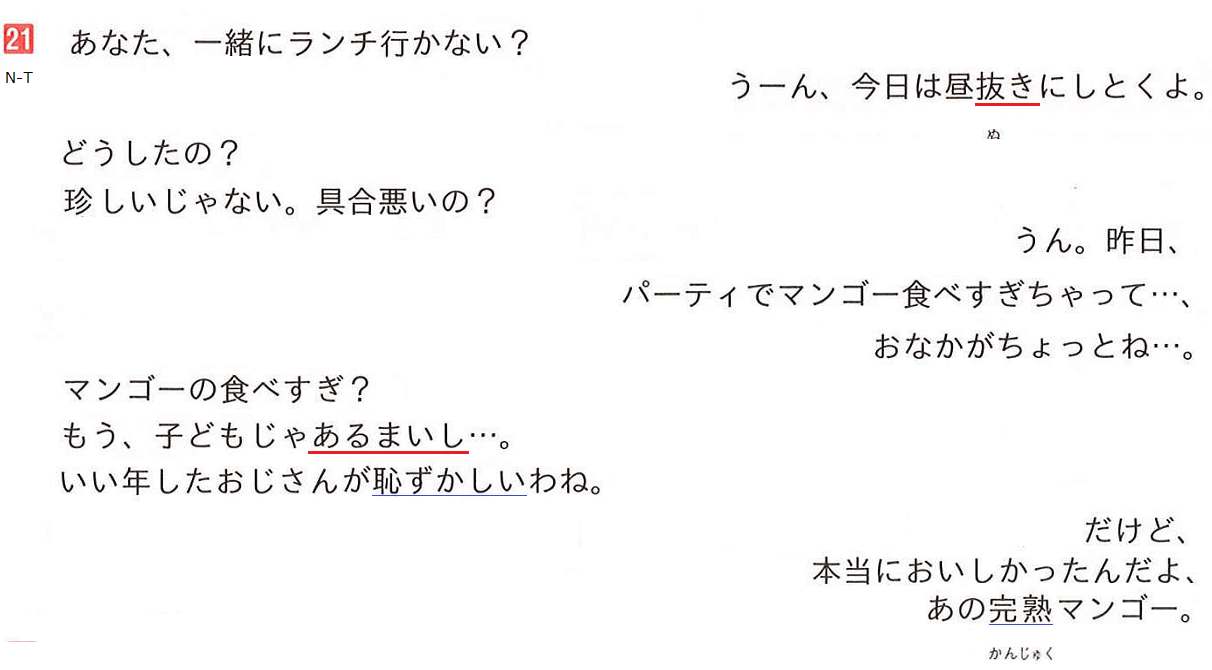 21 あなた、一緒にランチ行かない？
N-T
うーん、今日は昼抜きにしとくよ。
ぬ
どうしたの？
珍しいじゃない。具合悪いの？
うん。昨日、
パーティでマンゴー食べすぎちゃって…、
おなかがちょっとね…。
マンゴーの食べすぎ？
もう、子どもじゃあるまいし…。
いい年したおじさんが恥ずかしいわね。
だけど、
本当においしかったんだよ、
あの完熟マンゴー。
かんじゅく